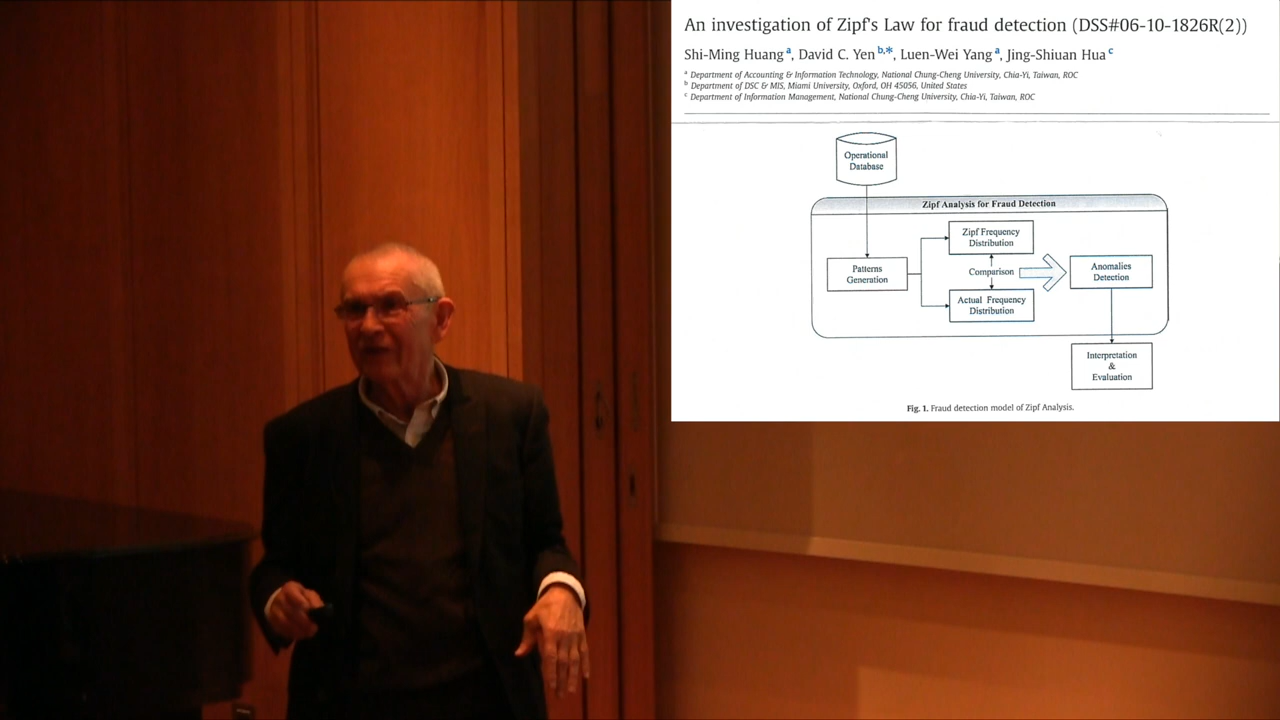 An investigation of Zipf's Law for fraud detection (DSS#06-10-1826R(2))
Shi-Ming Huang a, David C. Yen b,*, Luen-Wei Yang a, Jing-Shiuan Hua c
a Department of Accounting & Information Technology, National Chung-Cheng University, Chia-Yi, Taiwan, ROC
b Department of DSC & MIS, Miami University, Oxford, OH 45056, United States
c Department of Information Management, National Chung-Cheng University, Chia-Yi, Taiwan, ROC
Operational
Database
Zipf Analysis for Fraud Detection
Zipf Frequency
Distribution
Patterns
Generation
Comparison
Anomalies
Detection
Actual Frequency
Distribution
Interpretation
&
Evaluation
Fig. 1. Fraud detection model of Zipf Analysis.